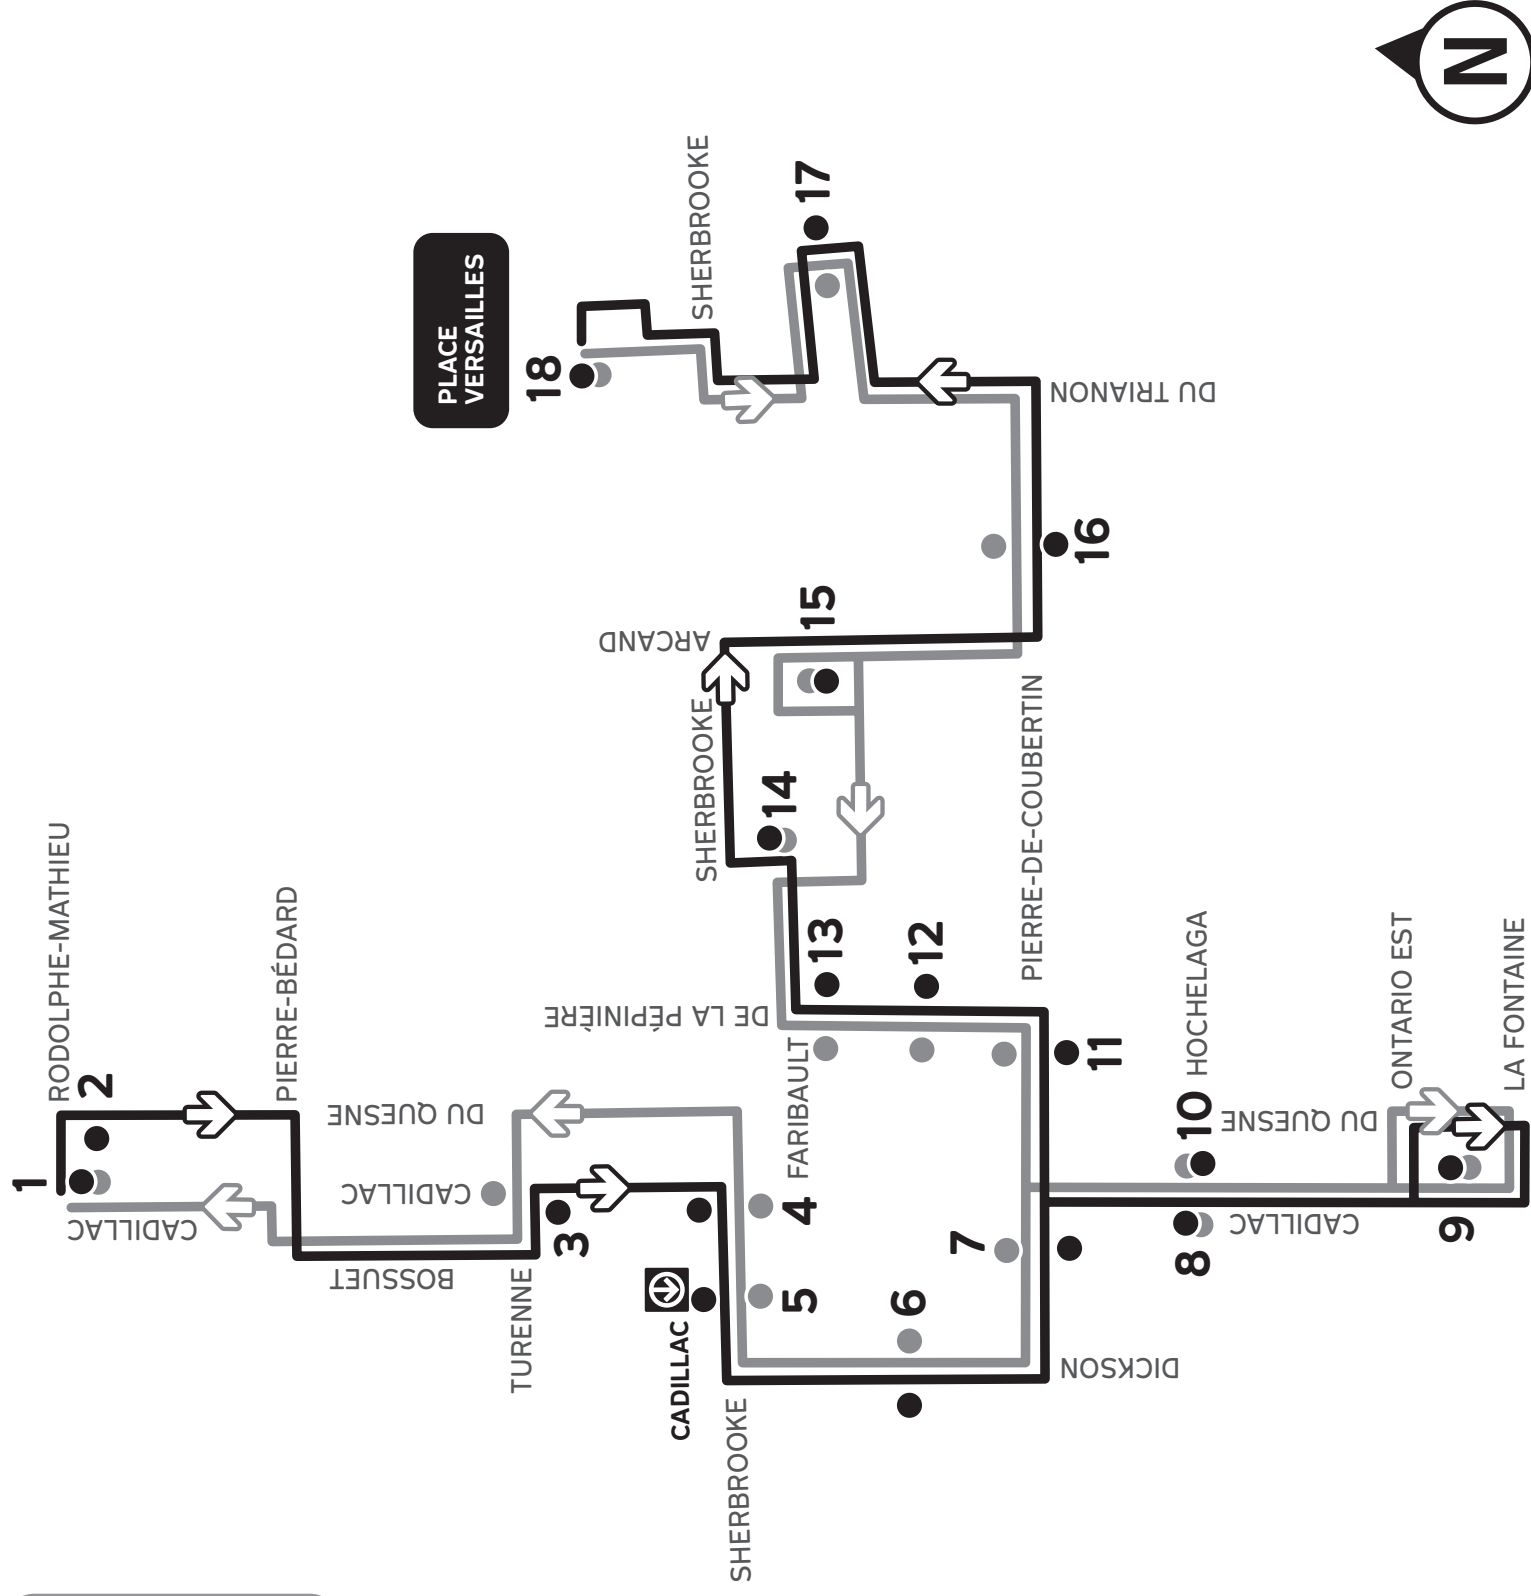 RODOLPHE-MATHIEU
1
2
CADILLAC
PIERRE-BÉDARD
BOSSUET
DU QUESNE
CADILLAC
TURENNE
3
CADILLAC
SHERBROOKE
4
5
6
7
FARIBAULT
DE LA PÉPINIÈRE
DICKSON
8
CADILLAC
10
HOCHELAGA
DU QUESNE
9
ONTARIO EST
LA FONTAINE
11
12
13
PIERRE-DE-COUBERTIN
14
SHERBROOKE
ARCAND
15
16
DU TRIANON
17
SHERBROOKE
18
PLACE
VERSAILLES
N